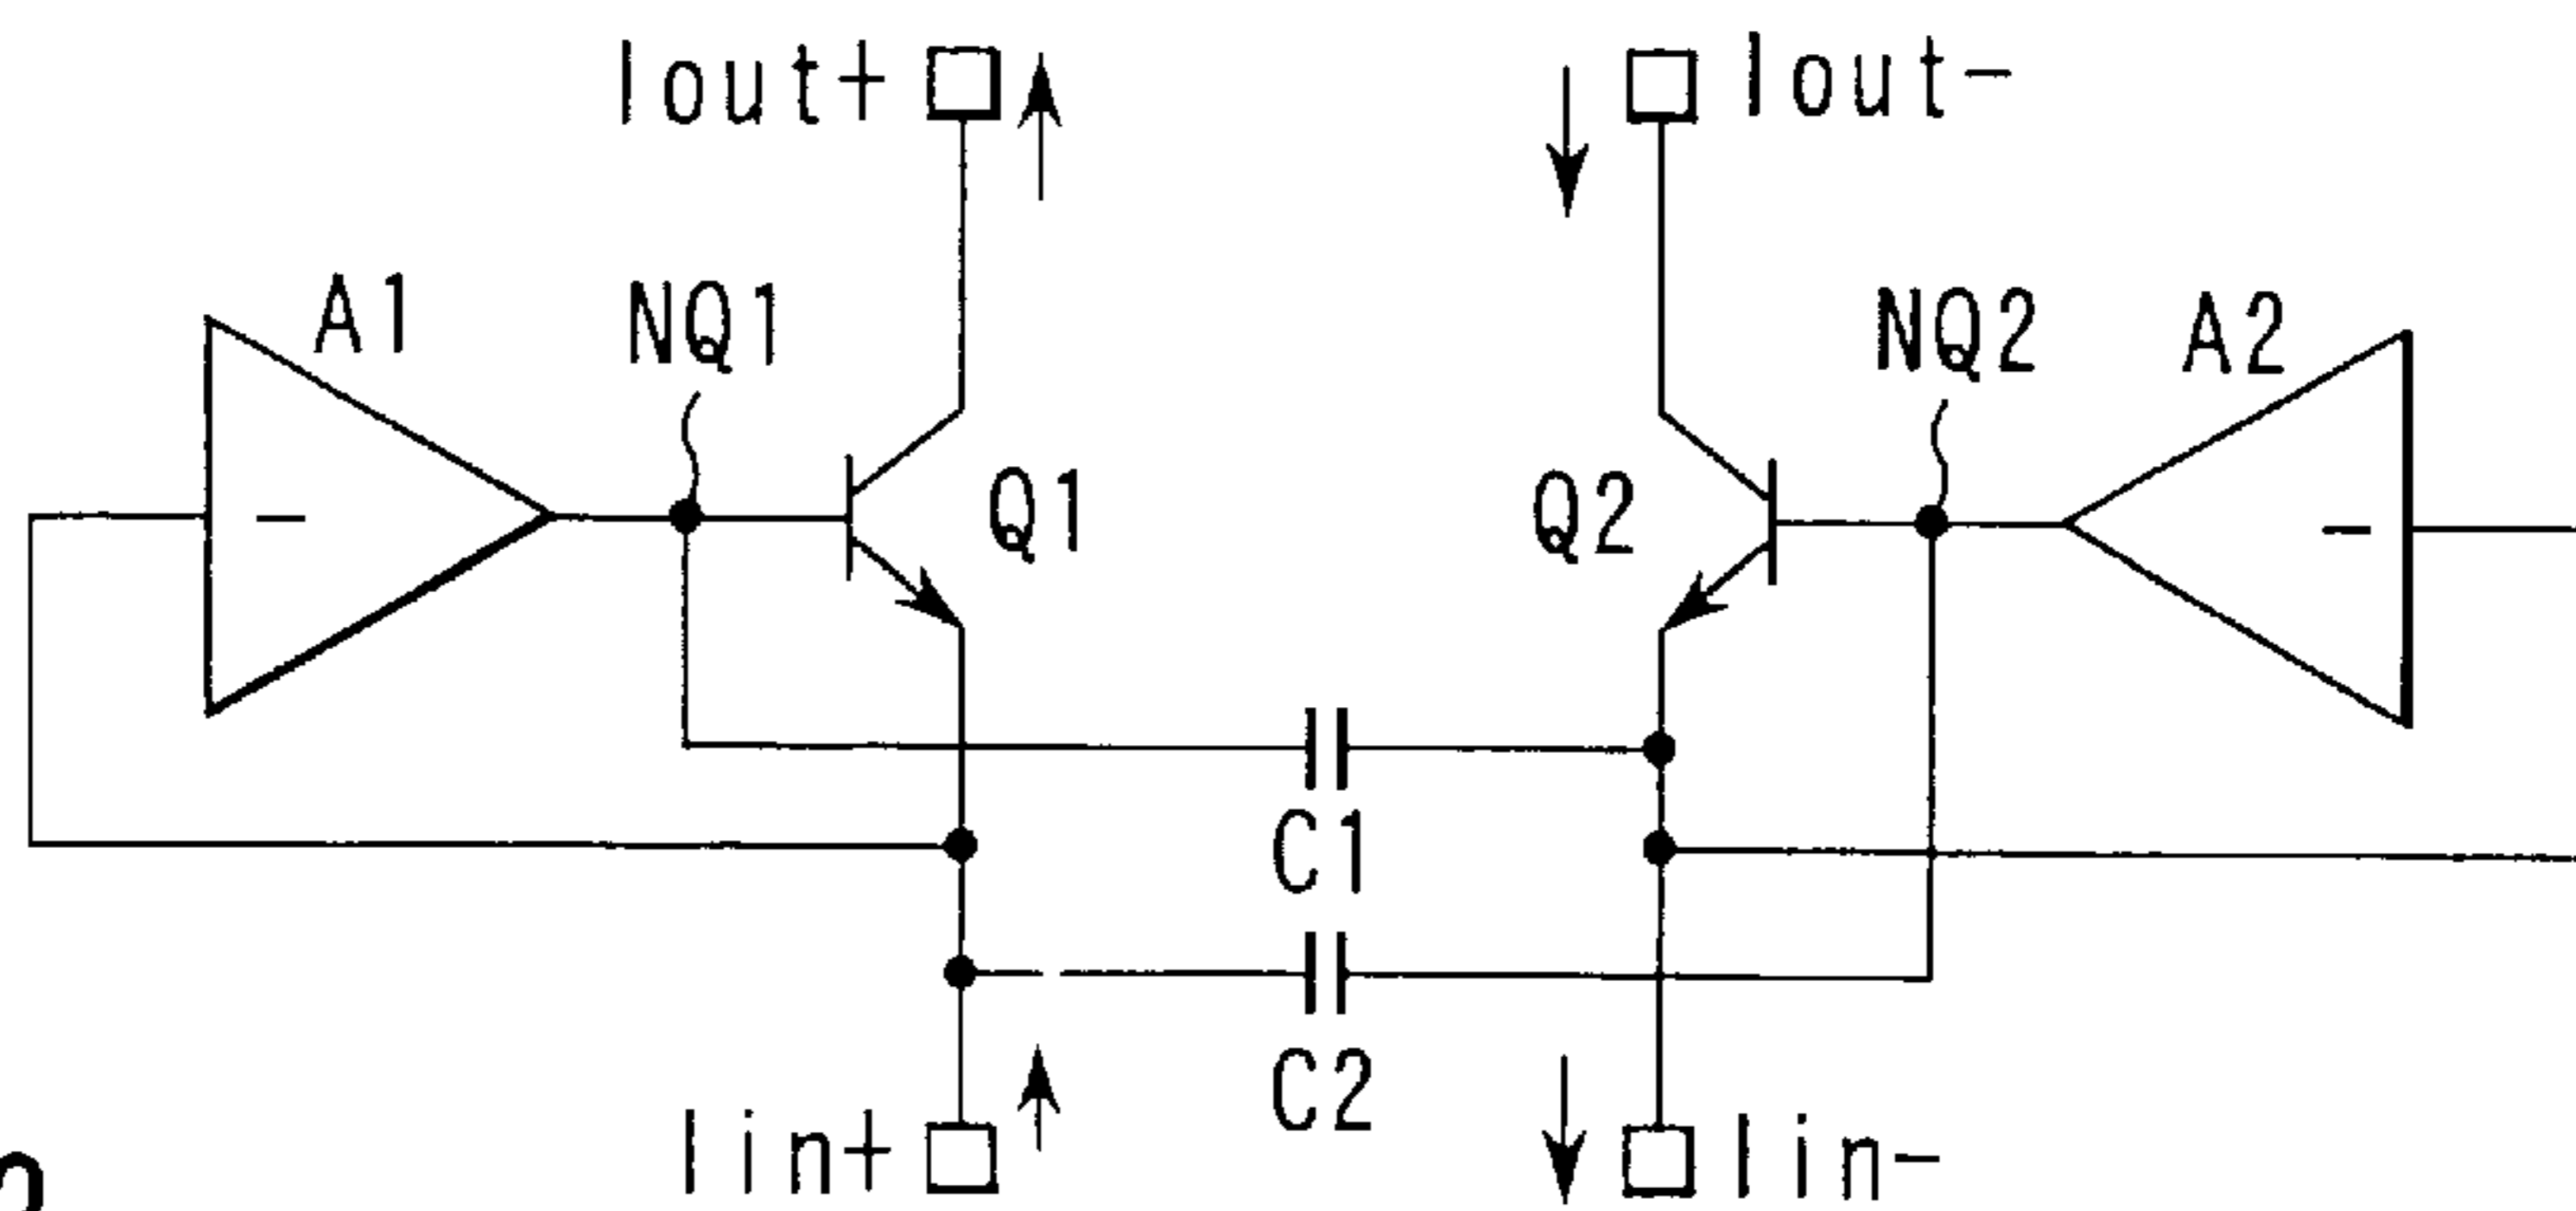 Iout+
Iout-
A1
NQ1
NQ2
A2
Q1
Q2
C1
C2
Iin+
Iin-